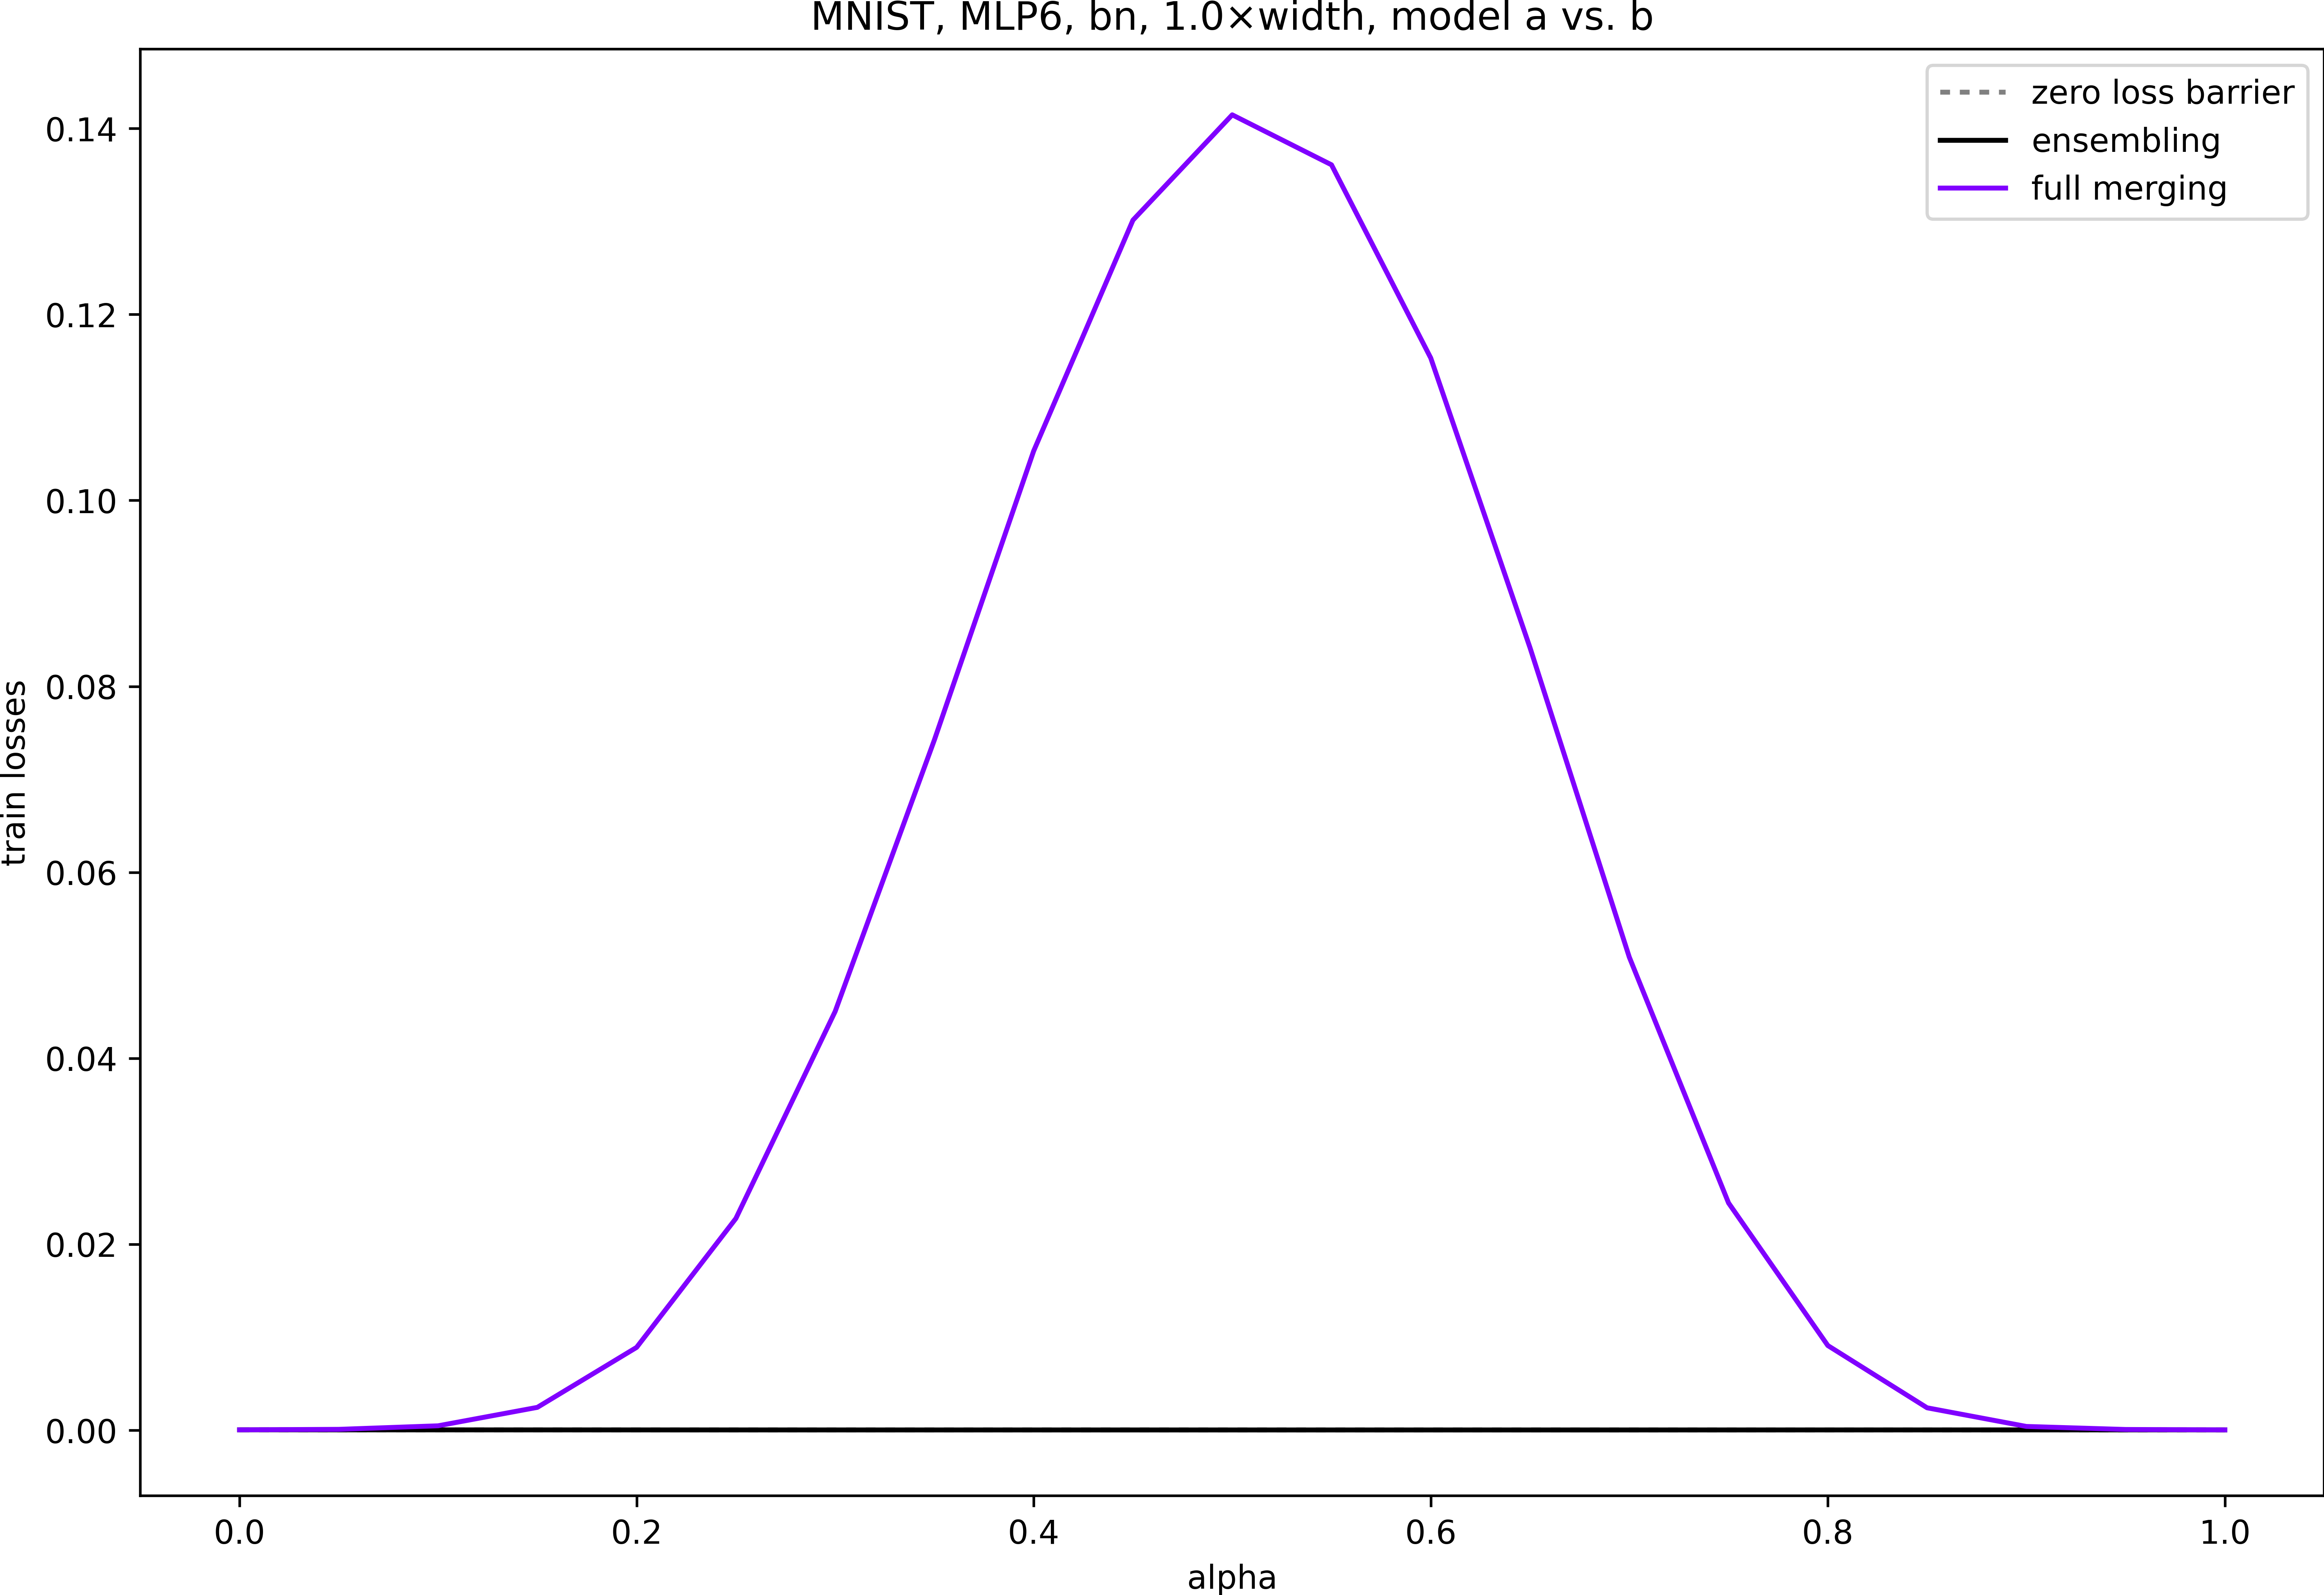 MNIST, MLP6, bn, 1.0×width, model a vs. b
zero loss barrier
ensembling
full merging
train losses
0.14
0.12
0.10
0.08
0.06
0.04
0.02
0.00
0.0 0.2 0.4 0.6 0.8 1.0
alpha